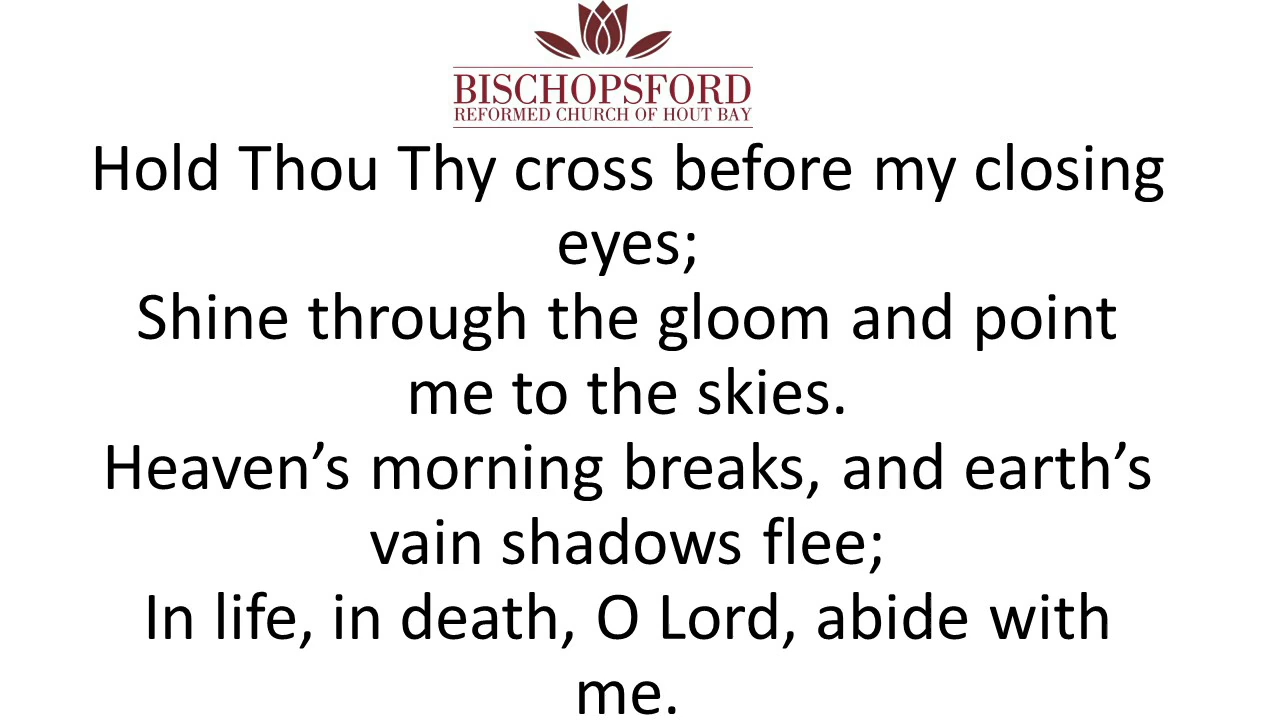 BISCHOPSFORD
REFORMED CHURCH OF HOUT BAY
Hold Thou Thy cross before my closing
eyes;
Shine through the gloom and point
me to the skies.
Heaven’s morning breaks, and earth’s
vain shadows flee;
In life, in death, O Lord, abide with
me.